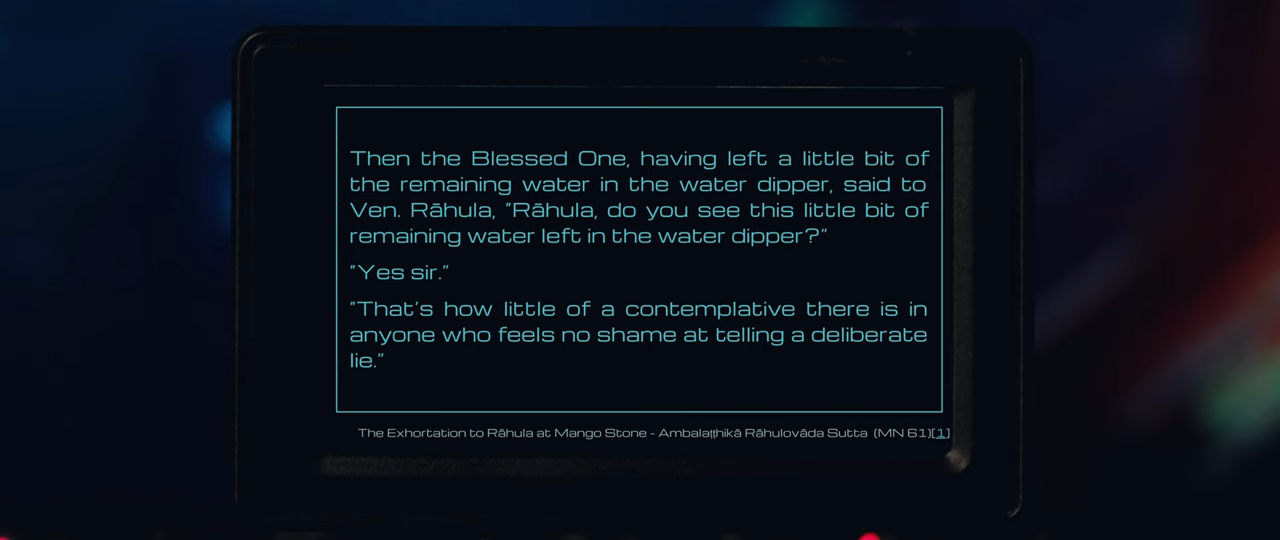 Then the Blessed One, having left a little bit of
the remaining water in the water dipper, said to
Ven. Rāhula, "Rāhula, do you see this little bit of
remaining water left in the water dipper?"
"Yes sir."
"That's how little of a contemplative there is in
anyone who feels no shame at telling a deliberate
lie."
The Exhortation to Rāhula at Mango Stone - Ambalaṭṭhikā Rāhulovāda Sutta (MN 61)[1]